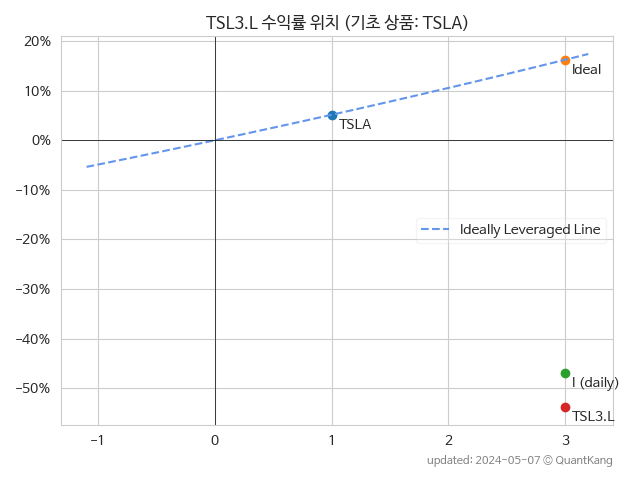 TSL3.L 수익률 위치 (기초 상품: TSLA)
20%
Ideal
10%
TSLA
0%
−10%
Ideally Leveraged Line
−20%
−30%
−40%
I (daily)
−50%
TSL3.L
−1
0
1
2
3
updated: 2024-05-07 © QuantKang